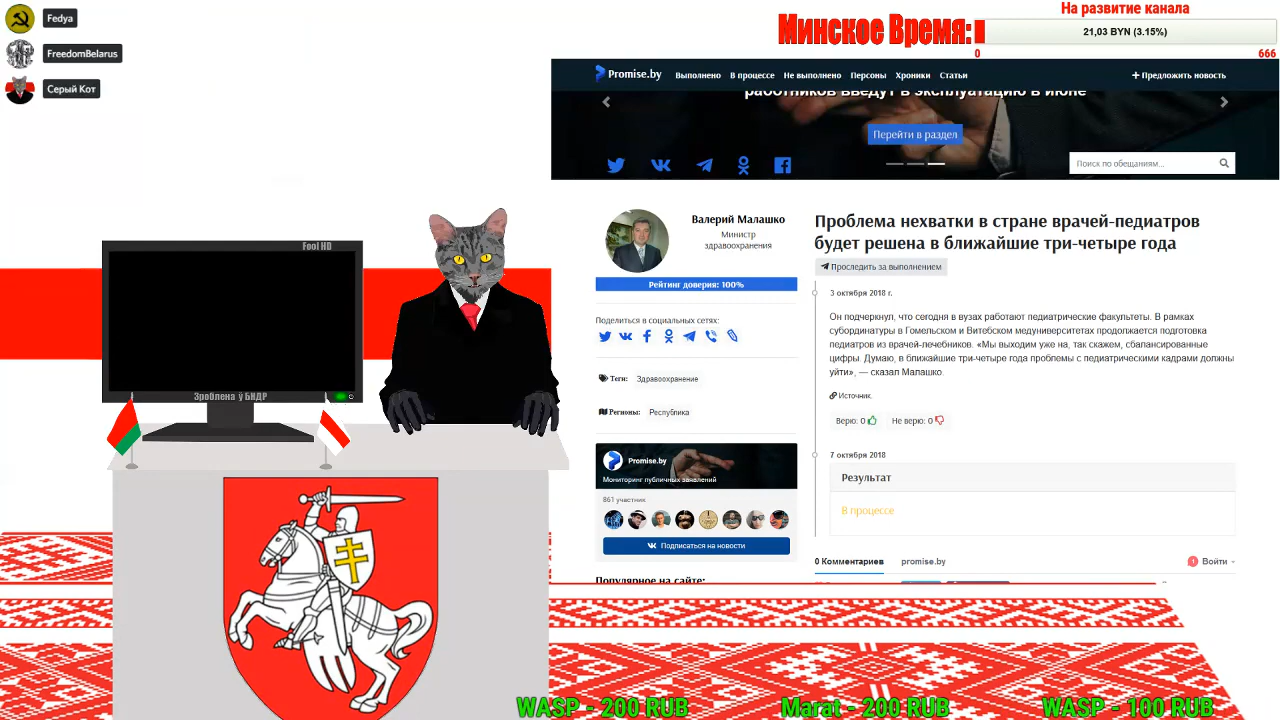 Fedya
FreedomBelarus
Серый Кот
Минское Время:
На развитие канала
21,03 BYN (3.15%)
0
666
Promise.by
Выполнено
В процессе
Не выполнено
Персоны
Хроники
Статьи
Предложить новость
работников введут в эксплуатацию в июне
Перейти в раздел
Поиск по обещаниям...
Валерий Малашко
Министр
здравоохранения
Рейтинг доверия: 100%
Поделиться в социальных сетях:
Теги: Здравоохранение
Регионы: Республика
Promise.by
Мониторинг публичных заявлений
861 участник
Подписаться на новости
Популярное на сайте:
Проблема нехватки в стране врачей-педиатров
будет решена в ближайшие три-четыре года
Проследить за выполнением
3 октября 2018 г.
Он подчеркнул, что сегодня в вузах работают педиатрические факультеты. В рамках
субординатуры в Гомельском и Витебском медуниверситетах продолжается подготовка
педиатров из врачей-лечебников. «Мы выходим уже на, так скажем, сбалансированные
цифры. Думаю, в ближайшие три-четыре года проблемы с педиатрическими кадрами должны
уйти», — сказал Малашко.
Источник.
Верю: 0
Не верю: 0
7 октября 2018
Результат
В процессе
0 Комментариев
promise.by
1
Войти
Fool HD
Зроблена ў БНДР
WASP - 200 RUB
Marat - 200 RUB
WASP - 100 RUB